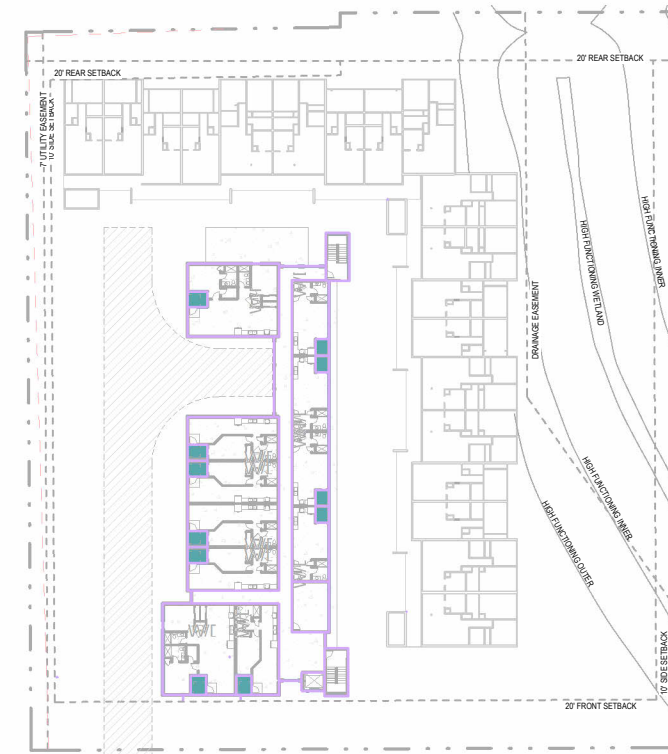 20' REAR SETBACK
20' REAR SETBACK
7' UTILITY EASEMENT
10' SIDE SETBACK
HIGH FUNCTIONING INNER
HIGH FUNCTIONING WETLAND
DRAINAGE EASEMENT
HIGH FUNCTIONING INNER
HIGH FUNCTIONING OUTER
10' SIDE SETBACK
20' FRONT SETBACK